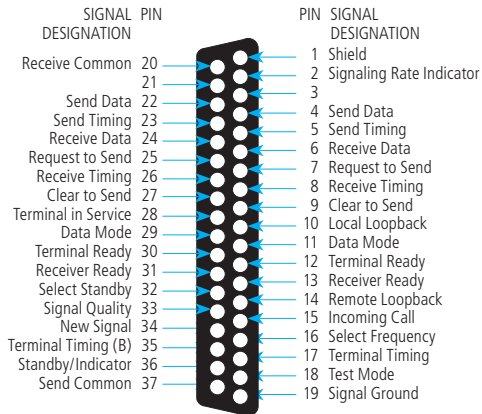 SIGNAL PIN
DESIGNATION
Receive Common 20
21
Send Data 22
Send Timing 23
Receive Data 24
Request to Send 25
Receive Timing 26
Clear to Send 27
Terminal in Service 28
Data Mode 29
Terminal Ready 30
Receiver Ready 31
Select Standby 32
Signal Quality 33
New Signal 34
Terminal Timing (B) 35
Standby/Indicator 36
Send Common 37
PIN SIGNAL
DESIGNATION
1 Shield
2 Signaling Rate Indicator
3
4 Send Data
5 Send Timing
6 Receive Data
7 Request to Send
8 Receive Timing
9 Clear to Send
10 Local Loopback
11 Data Mode
12 Terminal Ready
13 Receiver Ready
14 Remote Loopback
15 Incoming Call
16 Select Frequency
17 Terminal Timing
18 Test Mode
19 Signal Ground